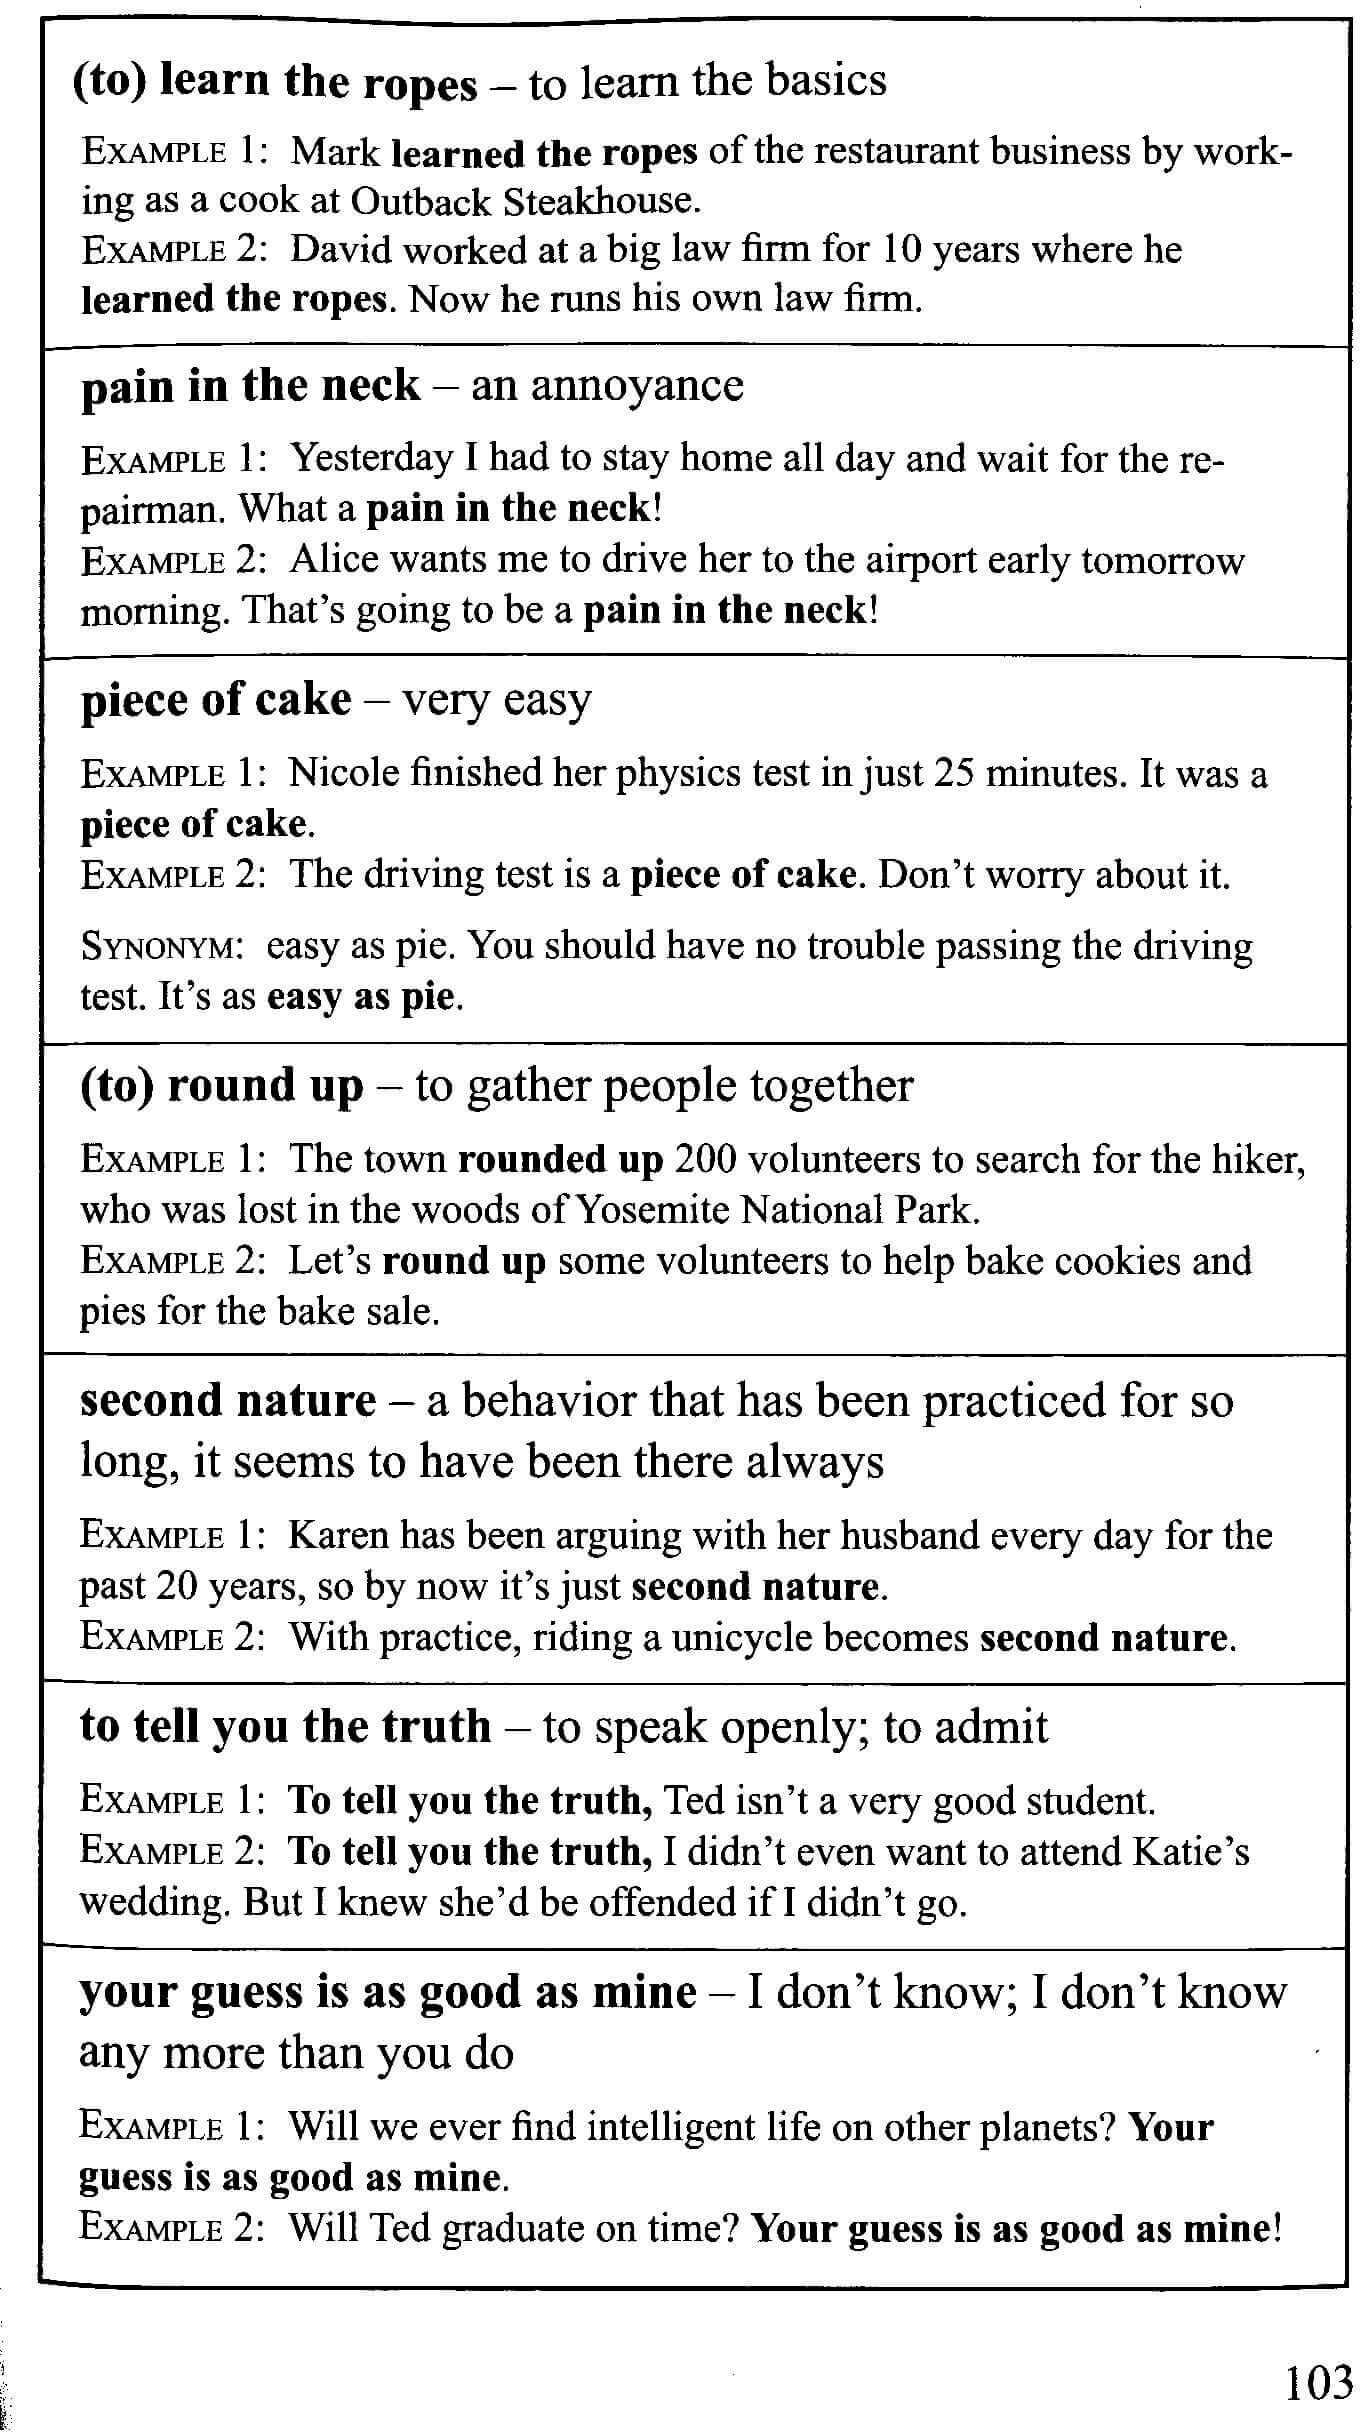 (to) learn the ropes – to learn the basics
EXAMPLE 1: Mark learned the ropes of the restaurant business by work-
ing as a cook at Outback Steakhouse.
EXAMPLE 2: David worked at a big law firm for 10 years where he
learned the ropes. Now he runs his own law firm.
pain in the neck – an annoyance
EXAMPLE 1: Yesterday I had to stay home all day and wait for the re-
pairman. What a pain in the neck!
EXAMPLE 2: Alice wants me to drive her to the airport early tomorrow
morning. That's going to be a pain in the neck!
piece of cake – very easy
EXAMPLE 1: Nicole finished her physics test in just 25 minutes. It was a
piece of cake.
EXAMPLE 2: The driving test is a piece of cake. Don't worry about it.
SYNONYM: easy as pie. You should have no trouble passing the driving
test. It's as easy as pie.
(to) round up – to gather people together
EXAMPLE 1: The town rounded up 200 volunteers to search for the hiker,
who was lost in the woods of Yosemite National Park.
EXAMPLE 2: Let's round up some volunteers to help bake cookies and
pies for the bake sale.
second nature – a behavior that has been practiced for so
long, it seems to have been there always
EXAMPLE 1: Karen has been arguing with her husband every day for the
past 20 years, so by now it's just second nature.
EXAMPLE 2: With practice, riding a unicycle becomes second nature.
to tell you the truth – to speak openly; to admit
EXAMPLE 1: To tell you the truth, Ted isn't a very good student.
EXAMPLE 2: To tell you the truth, I didn't even want to attend Katie's
wedding. But I knew she'd be offended if I didn't go.
your guess is as good as mine – I don't know; I don't know
any more than you do
EXAMPLE 1: Will we ever find intelligent life on other planets? Your
guess is as good as mine.
EXAMPLE 2: Will Ted graduate on time? Your guess is as good as mine!
103